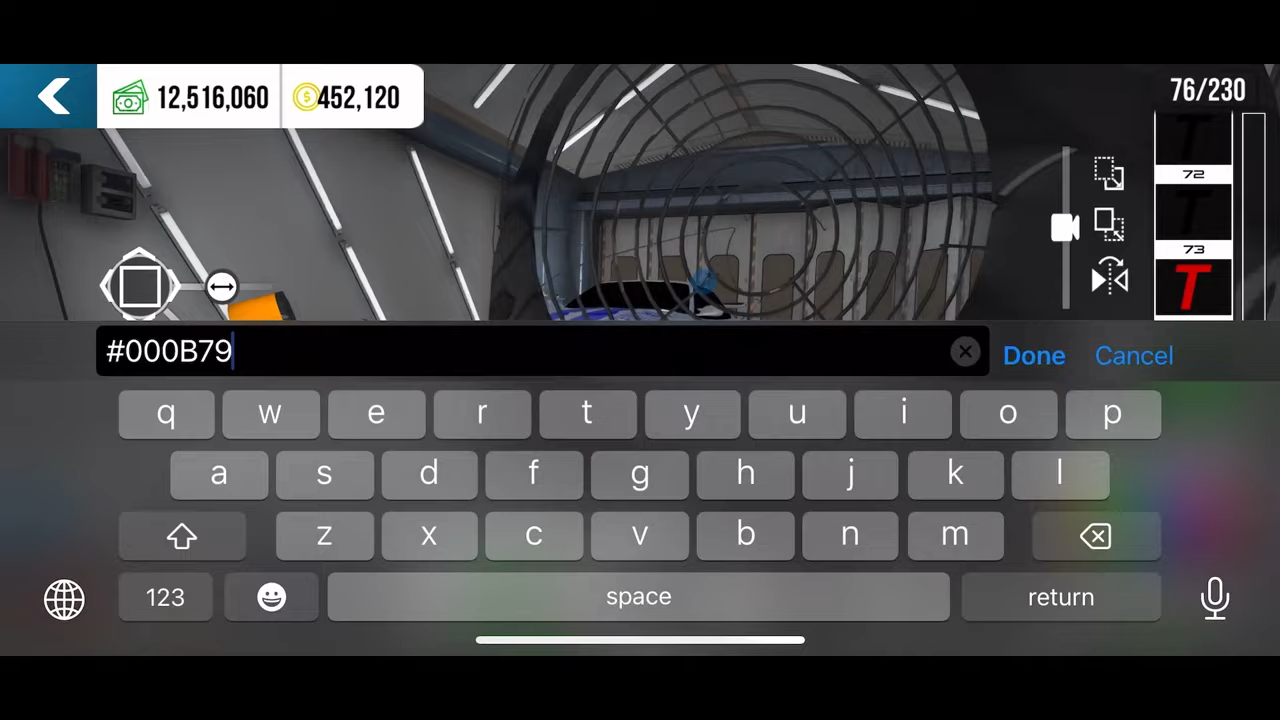 12,516,060 $ 452,120 76/230
T
72
T
73
T
#000B79 Done Cancel
q w e r t y u i o p
a s d f g h j k l
z x c v b n m
123 space return